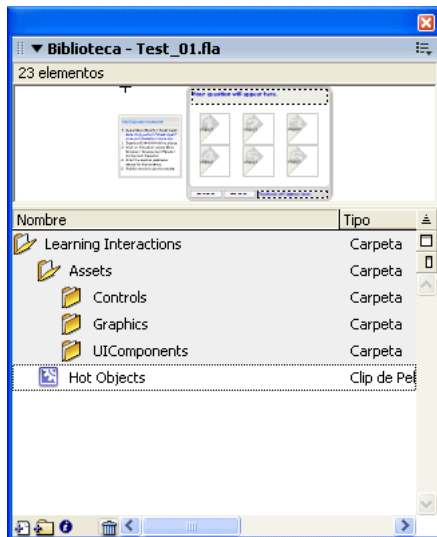 Biblioteca - Test_01.fla
23 elementos
Your question will appear here.
Nombre Tipo
Learning Interactions Carpeta
Assets Carpeta
Controls Carpeta
Graphics Carpeta
UIComponents Carpeta
Hot Objects Clip de Pel